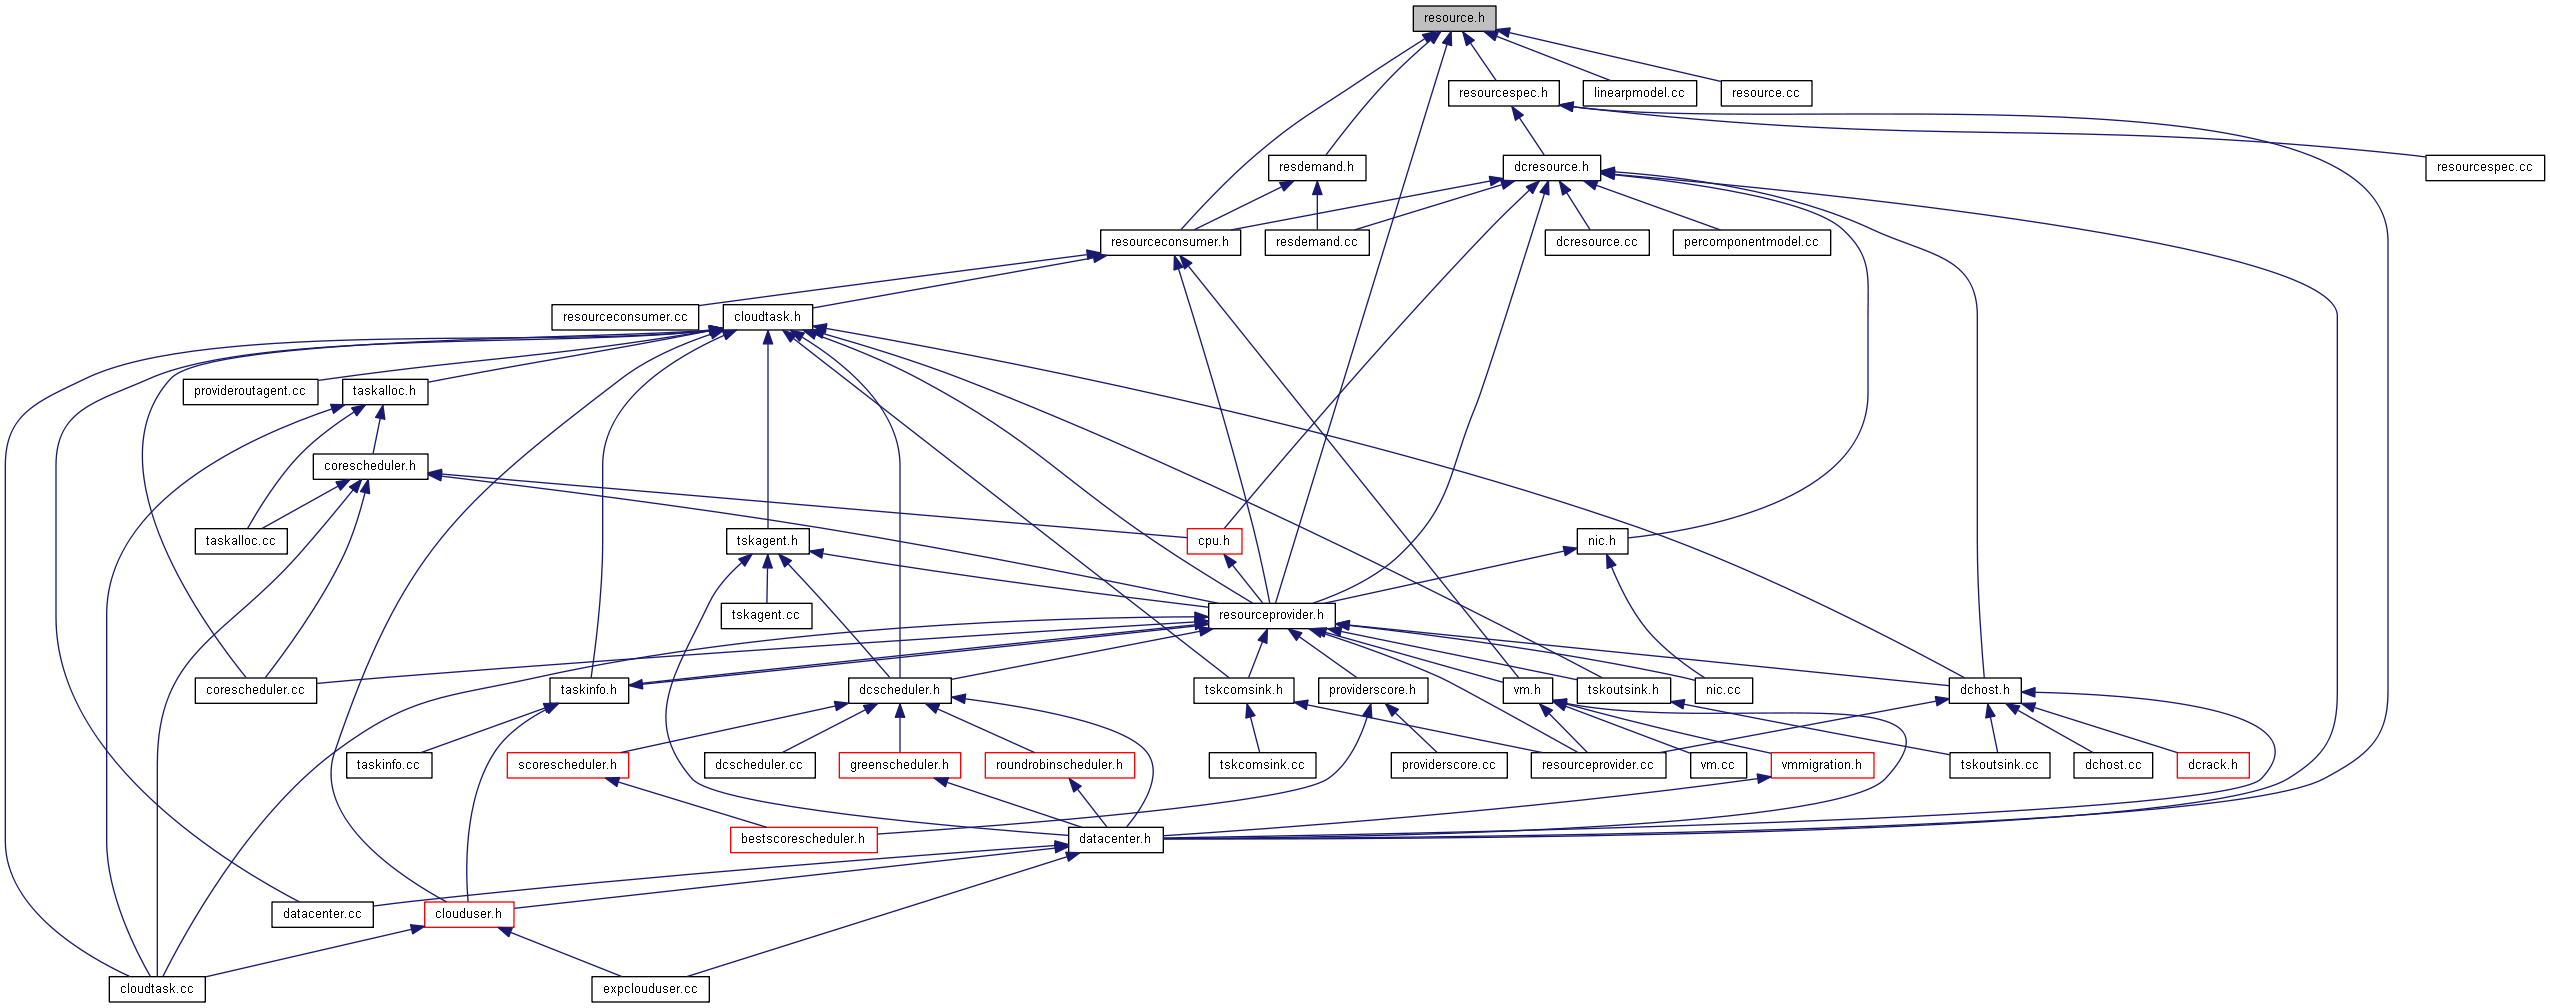 resource.h
resourcespec.h
linearpmodel.cc
resource.cc
resdemand.h
dcresource.h
resourcespec.cc
resourceconsumer.h
resdemand.cc
dcresource.cc
percomponentmodel.cc
resourceconsumer.cc
cloudtask.h
provideroutagent.cc
taskalloc.h
corescheduler.h
taskalloc.cc
tskagent.h
cpu.h
nic.h
tskagent.cc
resourceprovider.h
corescheduler.cc
taskinfo.h
dcscheduler.h
tskcomsink.h
providerscore.h
vm.h
tskoutsink.h
nic.cc
dchost.h
taskinfo.cc
scorescheduler.h
dcscheduler.cc
greenscheduler.h
roundrobinscheduler.h
tskcomsink.cc
providerscore.cc
resourceprovider.cc
vm.cc
vmmigration.h
tskoutsink.cc
dchost.cc
dcrack.h
bestscorescheduler.h
datacenter.h
datacenter.cc
clouduser.h
cloudtask.cc
expclouduser.cc